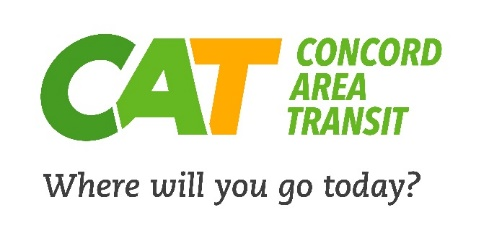 CAT
CONCORD
AREA
TRANSIT
Where will you go today?